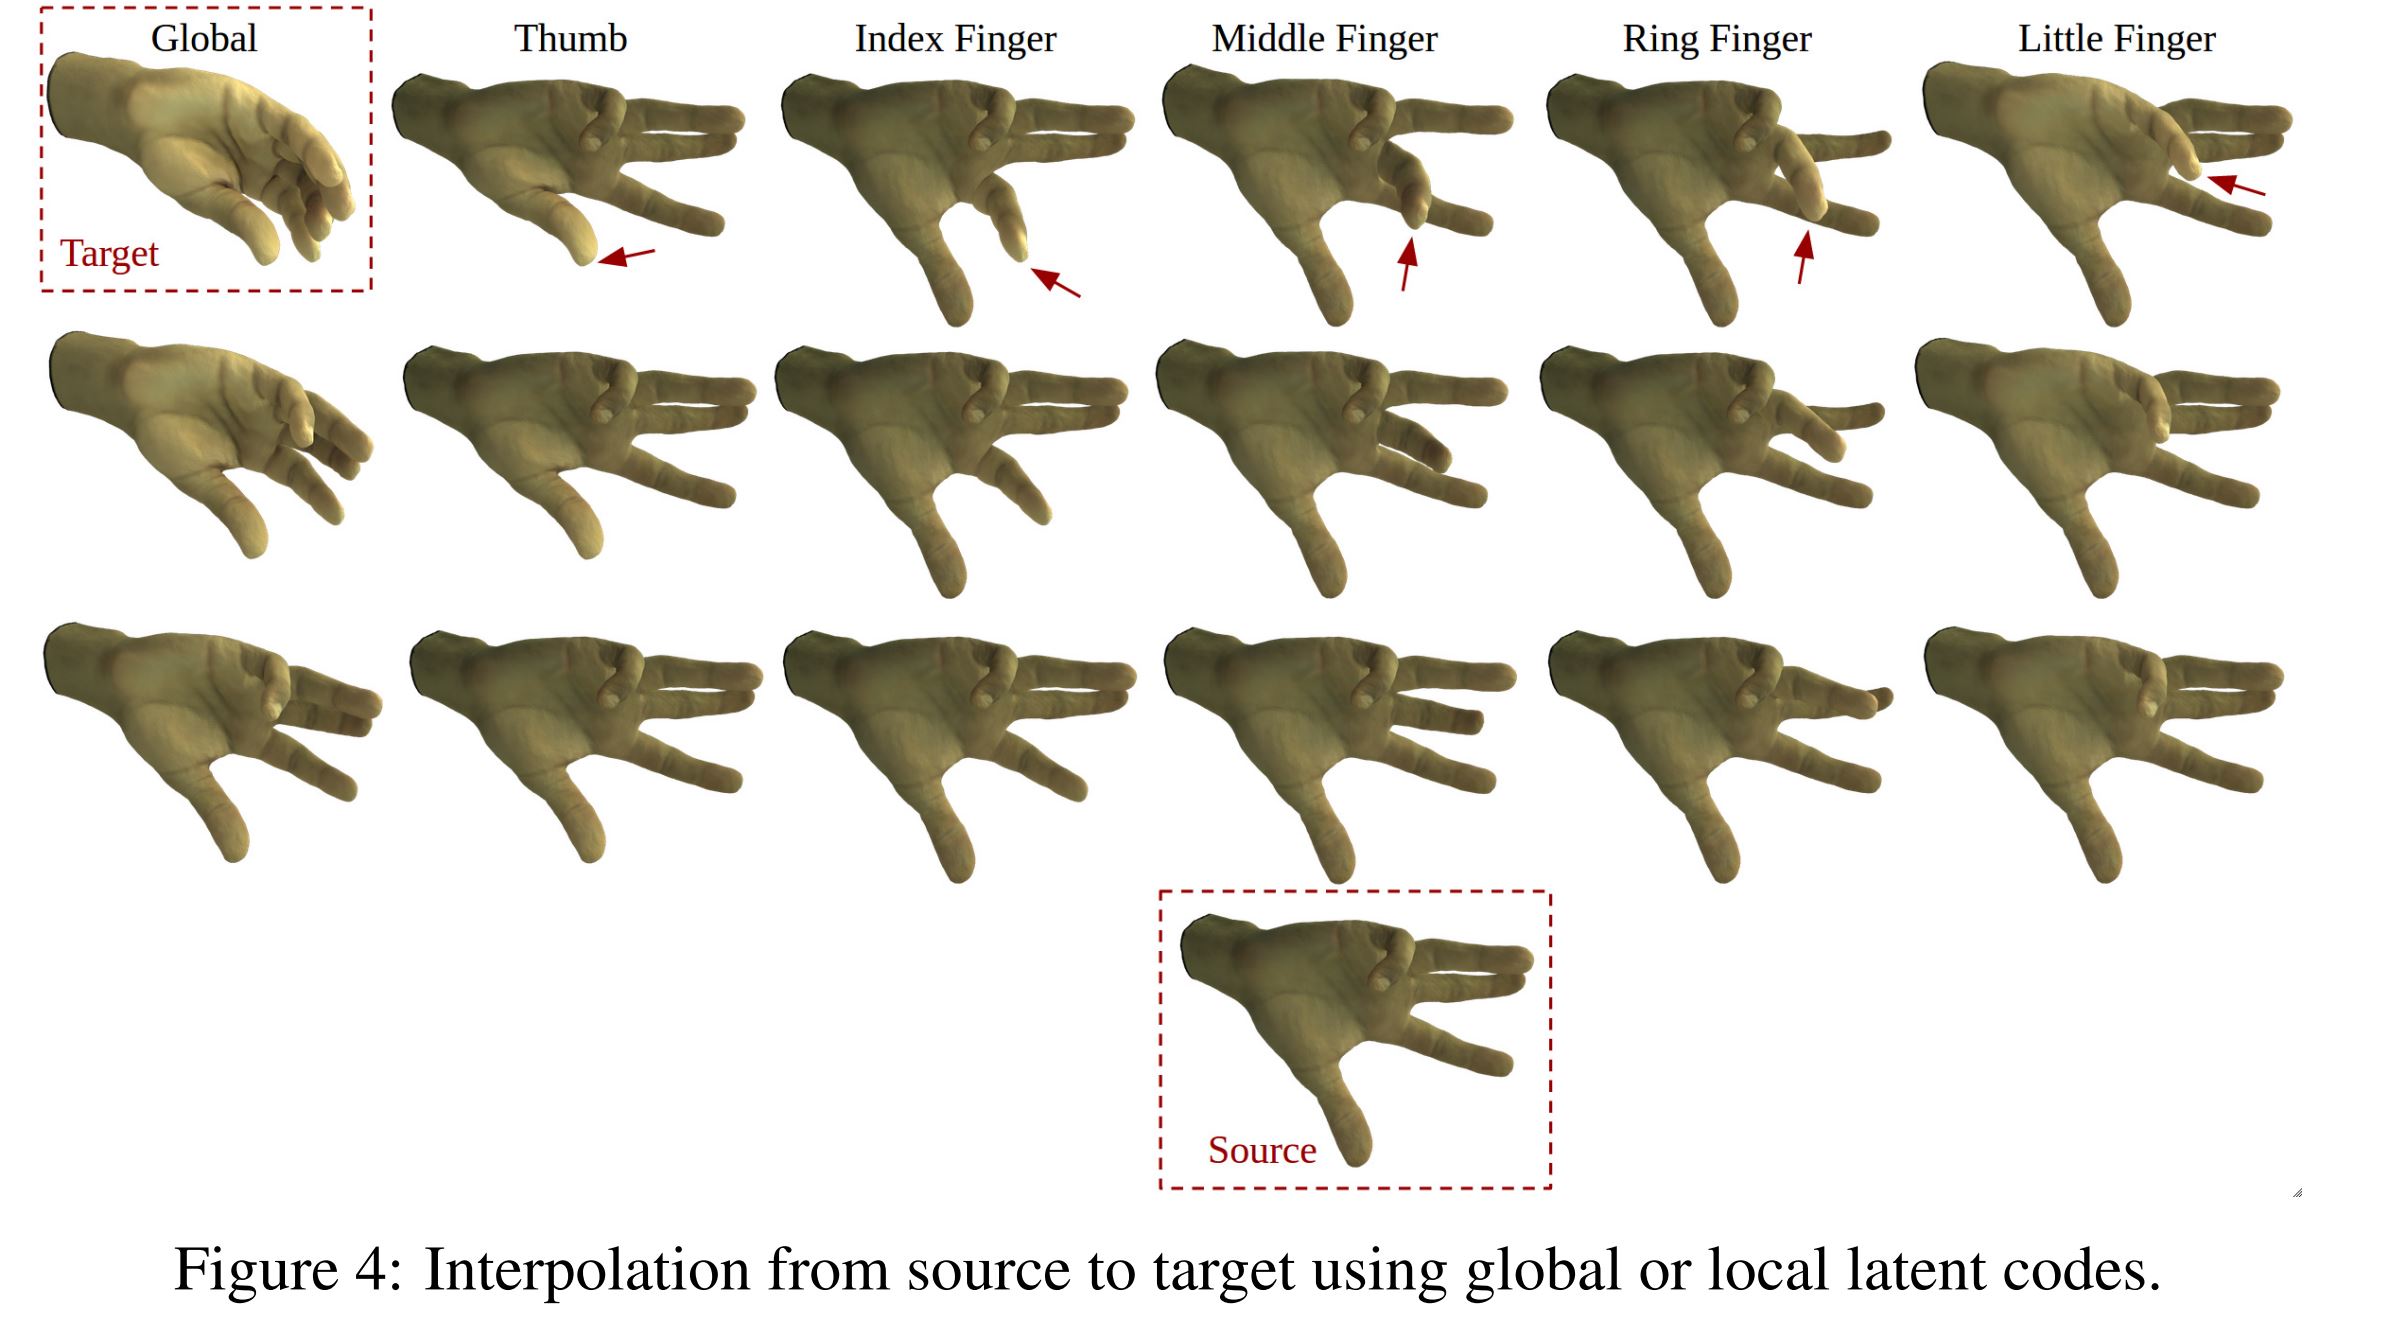 Global
Thumb
Index Finger
Middle Finger
Ring Finger
Little Finger
Target
Source
Figure 4: Interpolation from source to target using global or local latent codes.